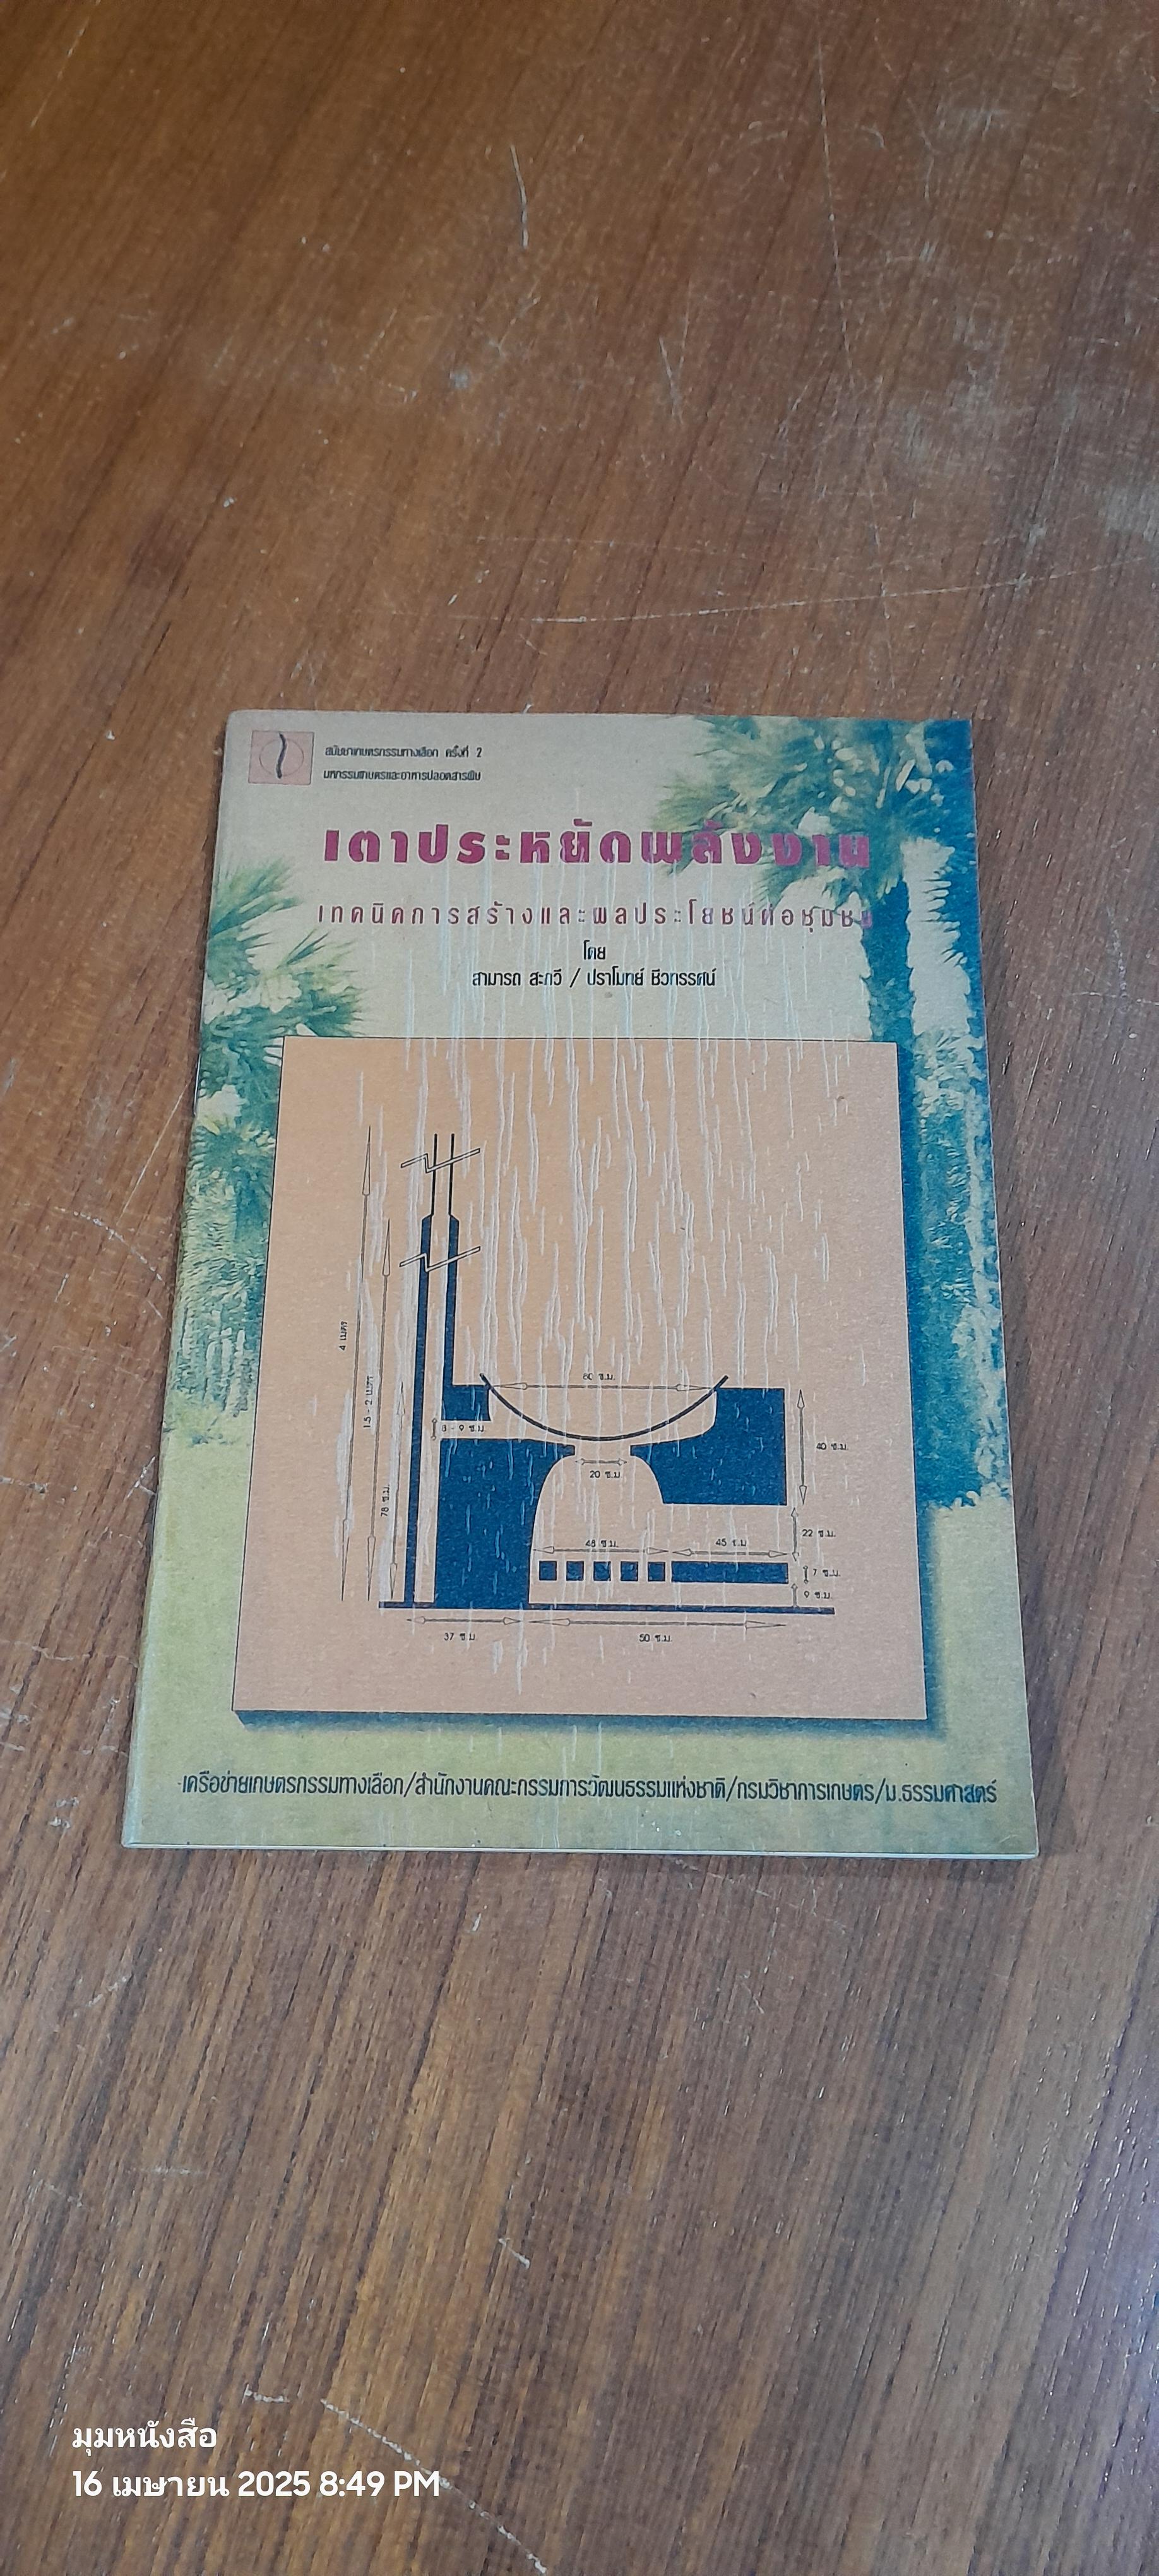 สมัชชาเกษตรกรรมทางเลือก ครั้งที่ 2
มหกรรมเกษตรและอาหารปลอดสารพิษ
เตาประหยัดพลังงาน
เทคนิคการสร้างและผลประโยชน์ต่อชุมชน
โดย
สามารถ สะกวี / ปราโมทย์ ชีวทรรศน์
4 เมตร
1.5 - 2 เมตร
78 ซ.ม.
60 ซ.ม.
8 - 9 ซ.ม.
20 ซ.ม
40 ซ.ม.
48 ซ.ม.
45 ซ.ม
22 ซ.ม.
7 ซ.ม.
9 ซ.ม.
37 ซ.ม.
50 ซ.ม.
เครือข่ายเกษตรกรรมทางเลือก/สำนักงานคณะกรรมการวัฒนธรรมแห่งชาติ/กรมวิชาการเกษตร/ม.ธรรมศาสตร์
มุมหนังสือ
16 เมษายน 2025 8:49 PM